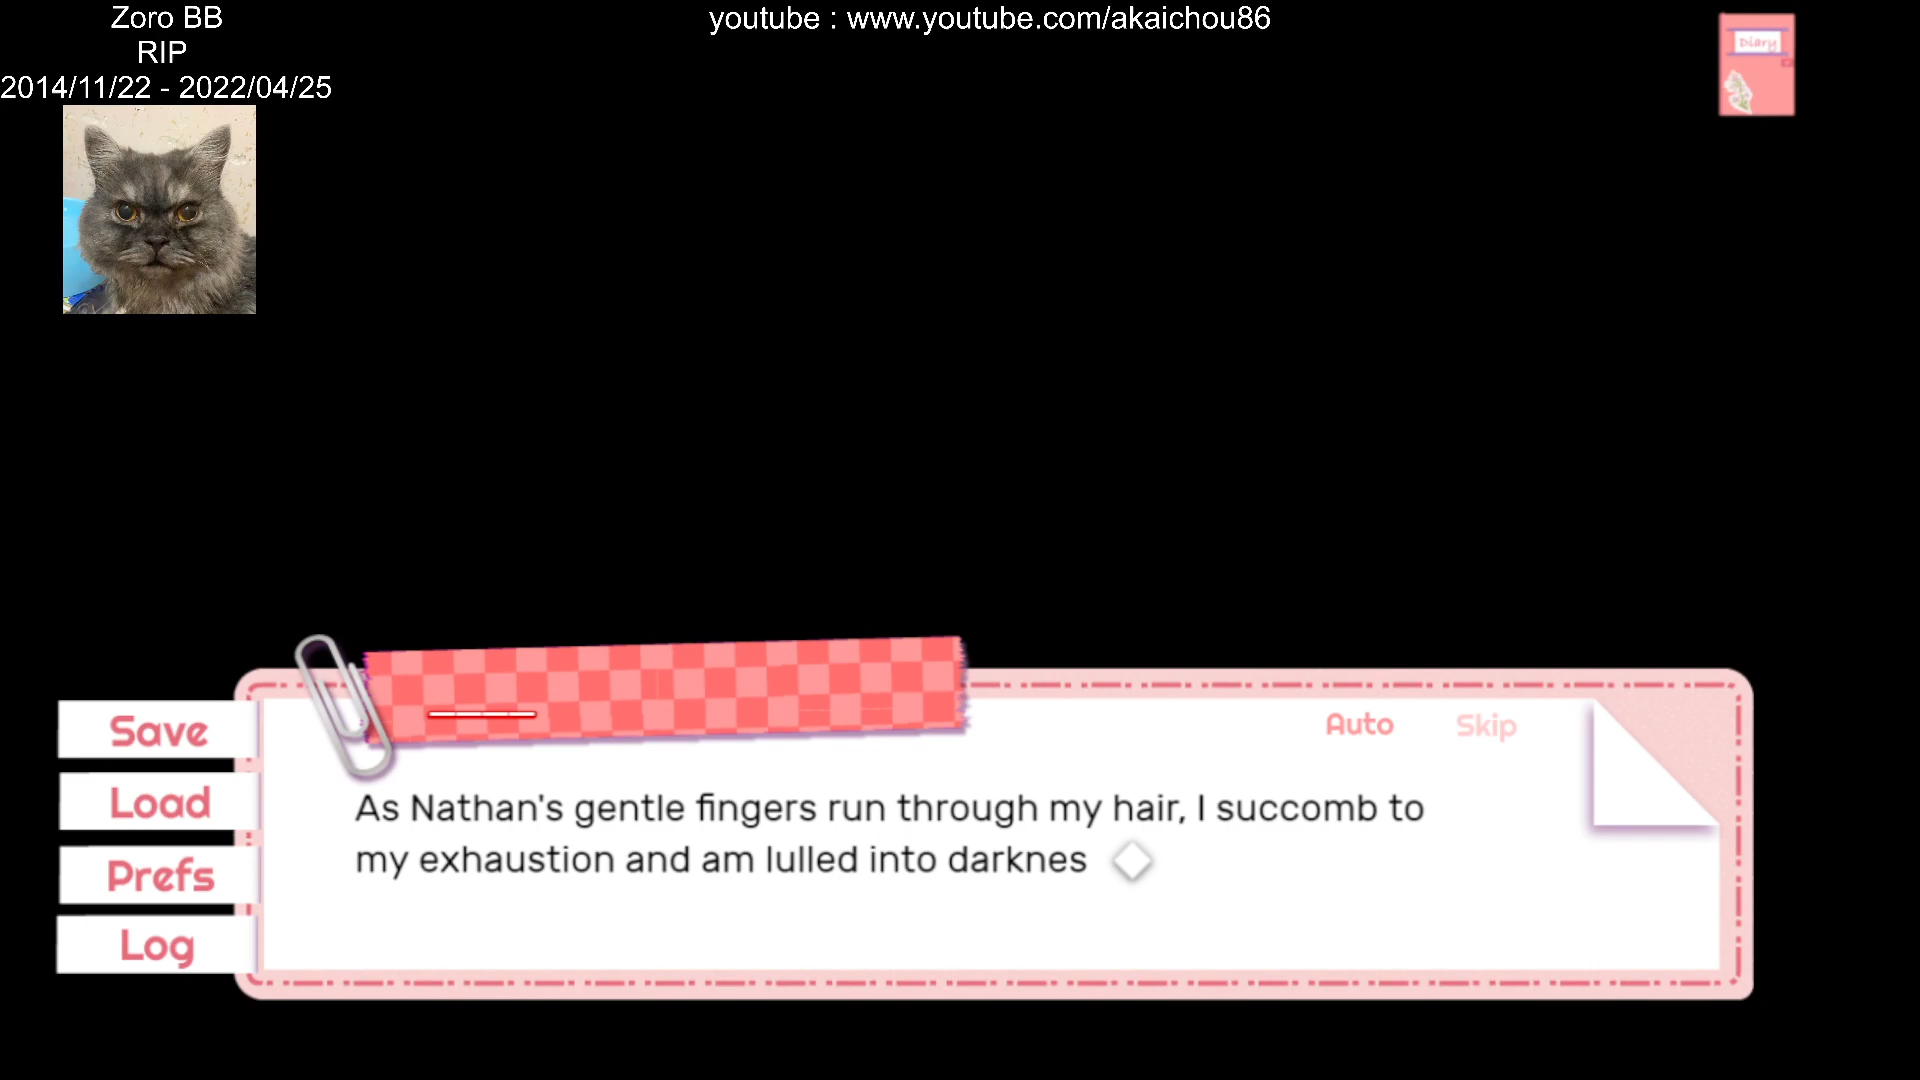 Zoro BB
RIP
2014/11/22 - 2022/04/25
youtube : www.youtube.com/akaichou86
Diary
Save
Load
Prefs
Log
Auto
Skip
As Nathan's gentle fingers run through my hair, I succomb to
my exhaustion and am lulled into darknes